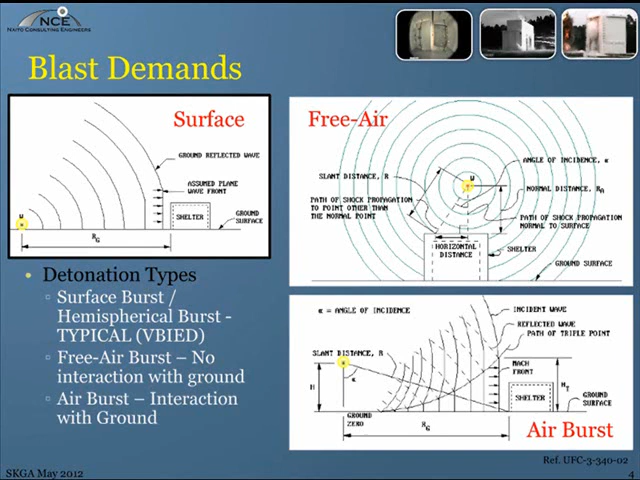 NCE
NAITO CONSULTING ENGINEERS
Blast Demands
Surface
GROUND REFLECTED WAVE
ASSUMED PLANE
WAVE FRONT
W
SHELTER
GROUND
SURFACE
R_G
Free-Air
W
ANGLE OF INCIDENCE, α
SLANT DISTANCE, R
NORMAL DISTANCE, R_A
PATH OF SHOCK PROPAGATION
TO POINT OTHER THAN
THE NORMAL POINT
PATH OF SHOCK PROPAGATION
NORMAL TO SURFACE
HORIZONTAL
DISTANCE
SHELTER
GROUND SURFACE
• Detonation Types
Surface Burst /
Hemispherical Burst -
TYPICAL (VBIED)
Free-Air Burst – No
interaction with ground
Air Burst – Interaction
with Ground
α = ANGLE OF INCIDENCE
INCIDENT WAVE
REFLECTED WAVE
PATH OF TRIPLE POINT
SLANT DISTANCE, R
MACH
FRONT
α
H
H_T
SHELTER
GROUND
SURFACE
GROUND
ZERO
R_G
Air Burst
Ref. UFC-3-340-02
SKGA May 2012
4